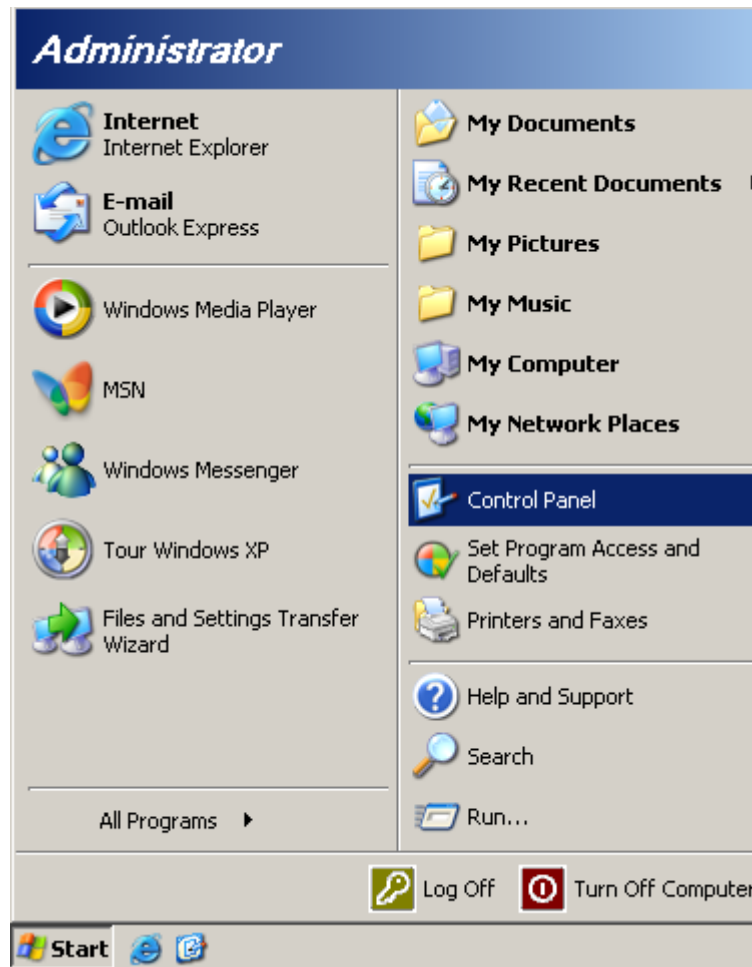 Administrator
Internet
Internet Explorer
E-mail
Outlook Express
Windows Media Player
MSN
Windows Messenger
Tour Windows XP
Files and Settings Transfer
Wizard
All Programs
My Documents
My Recent Documents
My Pictures
My Music
My Computer
My Network Places
Control Panel
Set Program Access and
Defaults
Printers and Faxes
Help and Support
Search
Run...
Log Off
Turn Off Computer
Start